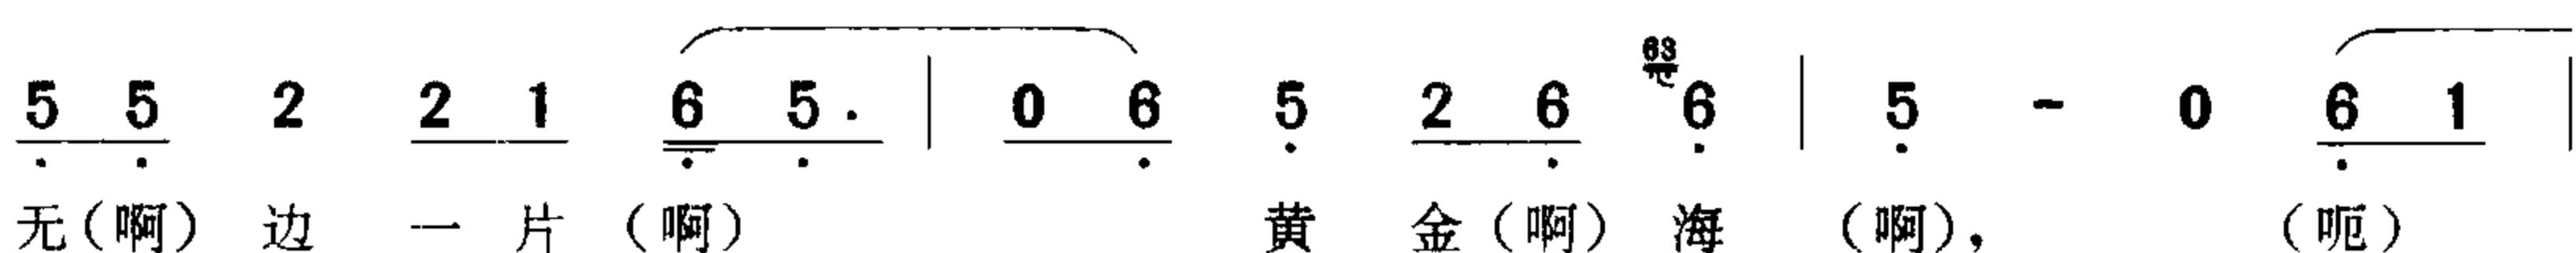 63
5 5 2 2 1 6 5. | 0 6 5 2 6 6 | 5 - 0 6 1 |
无(啊) 边 一 片 (啊) 黄 金(啊) 海 (啊), (呃)